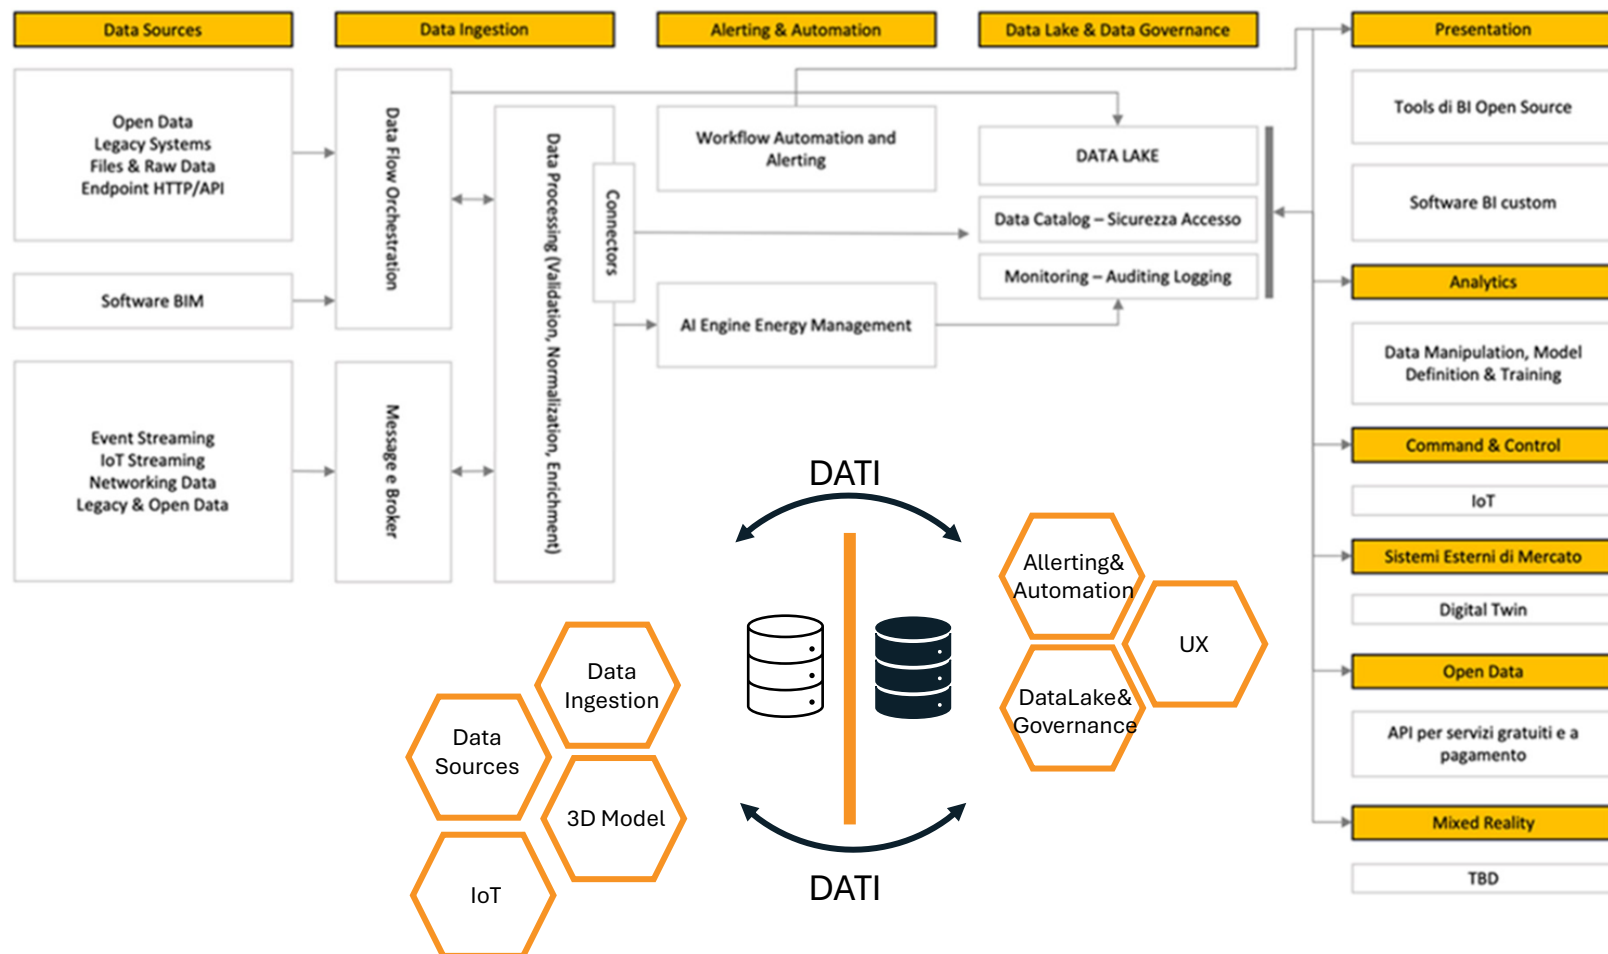 Data Sources
Data Ingestion
Alerting & Automation
Data Lake & Data Governance
Presentation
Open Data
Legacy Systems
Files & Raw Data
Endpoint HTTP/API
Software BIM
Event Streaming
IoT Streaming
Networking Data
Legacy & Open Data
Data Flow Orchestration
Message e Broker
Data Processing (Validation, Normalization, Enrichment)
Connectors
Workflow Automation and
Alerting
AI Engine Energy Management
DATA LAKE
Data Catalog – Sicurezza Accesso
Monitoring – Auditing Logging
Tools di BI Open Source
Software BI custom
Analytics
Data Manipulation, Model
Definition & Training
Command & Control
IoT
Sistemi Esterni di Mercato
Digital Twin
Open Data
API per servizi gratuiti e a
pagamento
Mixed Reality
TBD
DATI
Data
Ingestion
Data
Sources
3D Model
IoT
Allerting&
Automation
UX
DataLake&
Governance
DATI